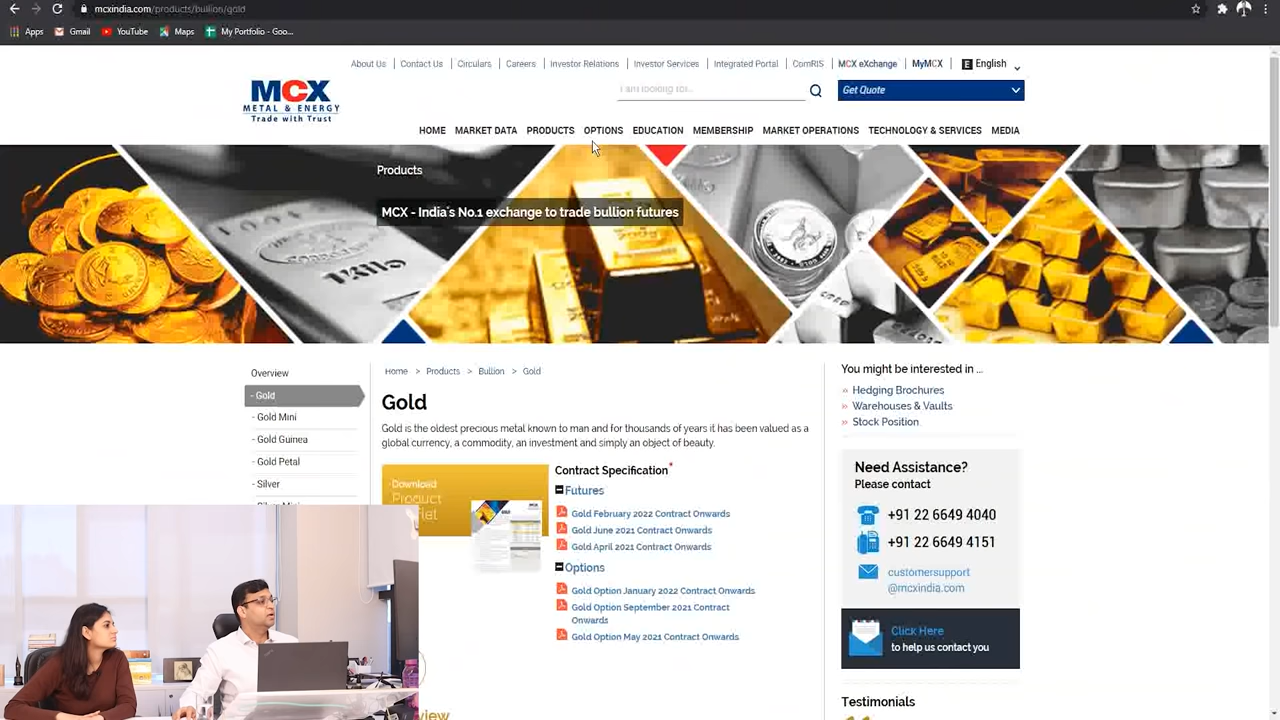 mcxindia.com/products/bullion/gold
Apps Gmail YouTube Maps My Portfolio - Goo...
About Us Contact Us Circulars Careers Investor Relations Investor Services Integrated Portal ComRIS MCX eXchange MyMCX E English
MCX
METAL & ENERGY
Trade with Trust
I am looking for..
Get Quote
HOME MARKET DATA PRODUCTS OPTIONS EDUCATION MEMBERSHIP MARKET OPERATIONS TECHNOLOGY & SERVICES MEDIA
Products
MCX - India's No.1 exchange to trade bullion futures
Overview
- Gold
- Gold Mini
- Gold Guinea
- Gold Petal
- Silver
Home > Products > Bullion > Gold
Gold
Gold is the oldest precious metal known to man and for thousands of years it has been valued as a
global currency, a commodity, an investment and simply an object of beauty.
Download
Product
Contract Specification*
Futures
Gold February 2022 Contract Onwards
Gold June 2021 Contract Onwards
Gold April 2021 Contract Onwards
Options
Gold Option January 2022 Contract Onwards
Gold Option September 2021 Contract
Onwards
Gold Option May 2021 Contract Onwards
You might be interested in ...
» Hedging Brochures
» Warehouses & Vaults
» Stock Position
Need Assistance?
Please contact
+91 22 6649 4040
+91 22 6649 4151
customersupport
@mcxindia.com
Click Here
to help us contact you
Testimonials